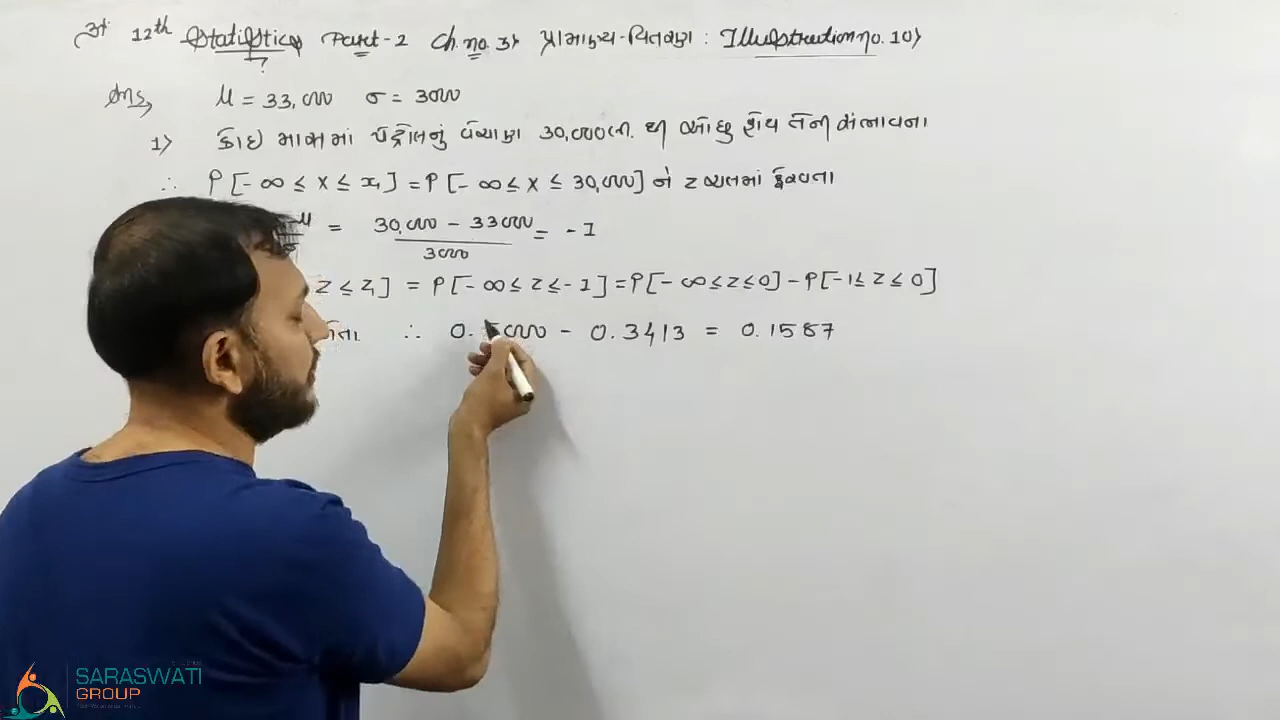 12th Statistics Part-2 Ch. no. 3> પ્રામાણ્ય-વિતરણ : Illustration no. 10>
Ans, μ = 33,000 σ = 3000
1> કોઈ માસમાં પેટ્રોલનું વેચાણ 30,000 લી. થી ઓછુ હોય તેની સંભાવના
∴ P [- ∞ ≤ x ≤ x₁] = P [- ∞ ≤ x ≤ 30,000] ને z ચલમાં ફેરવતા
μ = 30,000 - 33000 / 3000 = - 1
z ≤ z₁] = P [- ∞ ≤ z ≤ - 1] = P [- ∞ ≤ z ≤ 0] - P [-1 ≤ z ≤ 0]
∴ 0.5000 - 0.3413 = 0.1587
SARASWATI
GROUP